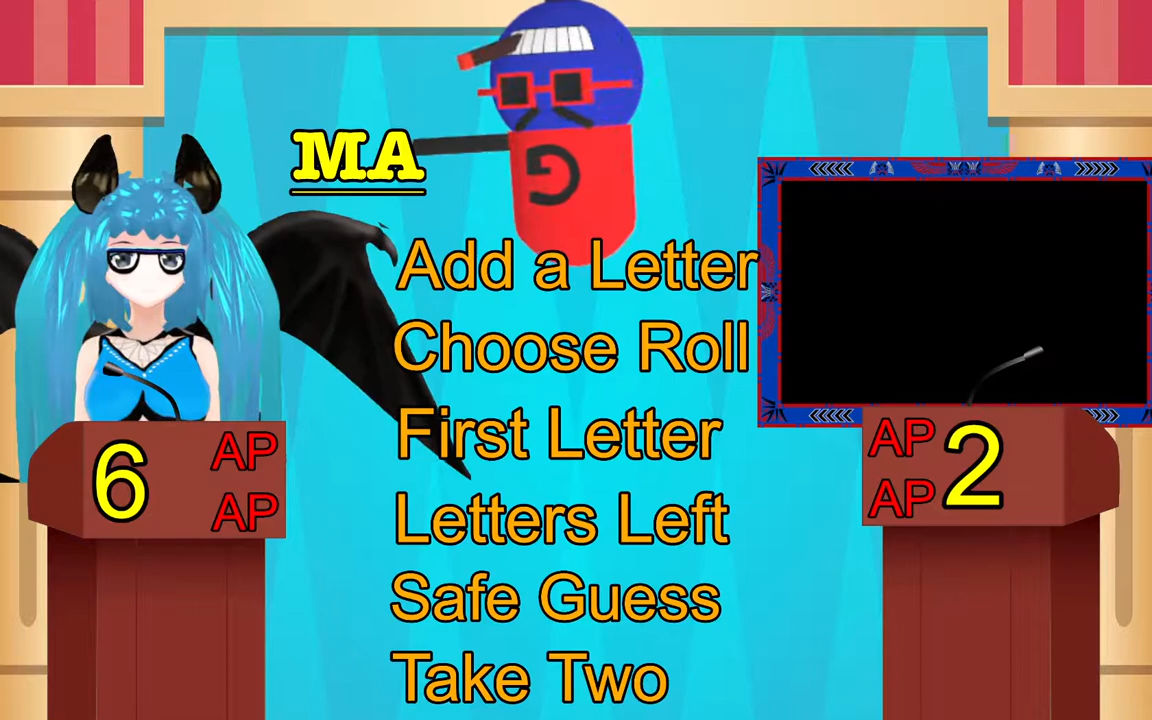 MA
G
Add a Letter
Choose Roll
First Letter
Letters Left
Safe Guess
Take Two
6 AP
AP
AP 2
AP